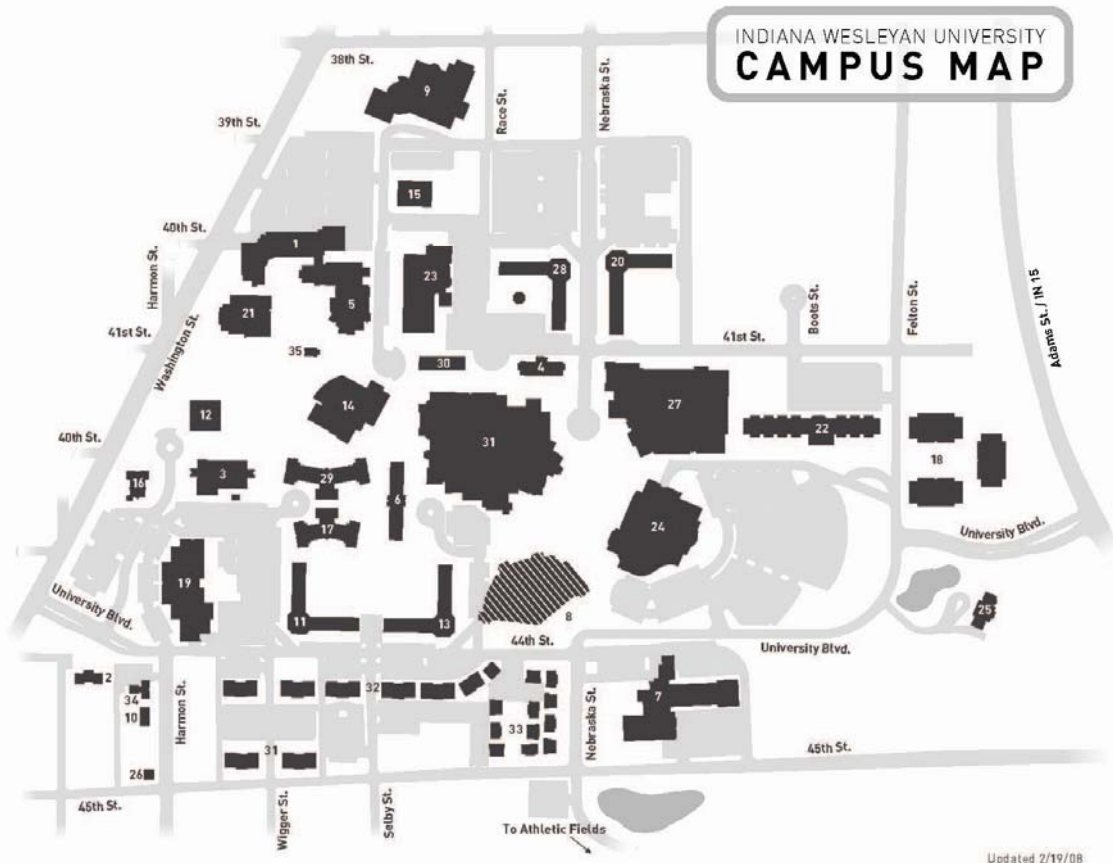 INDIANA WESLEYAN UNIVERSITY
CAMPUS MAP
38th St.
9
Race St.
Nebraska St.
39th St.
15
40th St.
1
Harmon St.
23
28
20
5
21
Felton St.
Boots St.
Adams St./ IN 15
41st St.
Washington St.
35
41st St.
30
4
14
12
27
31
22
40th St.
18
3
29
16
6
17
24
University Blvd.
19
University Blvd.
11
13
8
25
44th St.
University Blvd.
2
34
10
Harmon St.
32
33
7
Nebraska St.
31
45th St.
26
45th St.
Wigger St.
Selby St.
To Athletic Fields
Updated 2/19/08